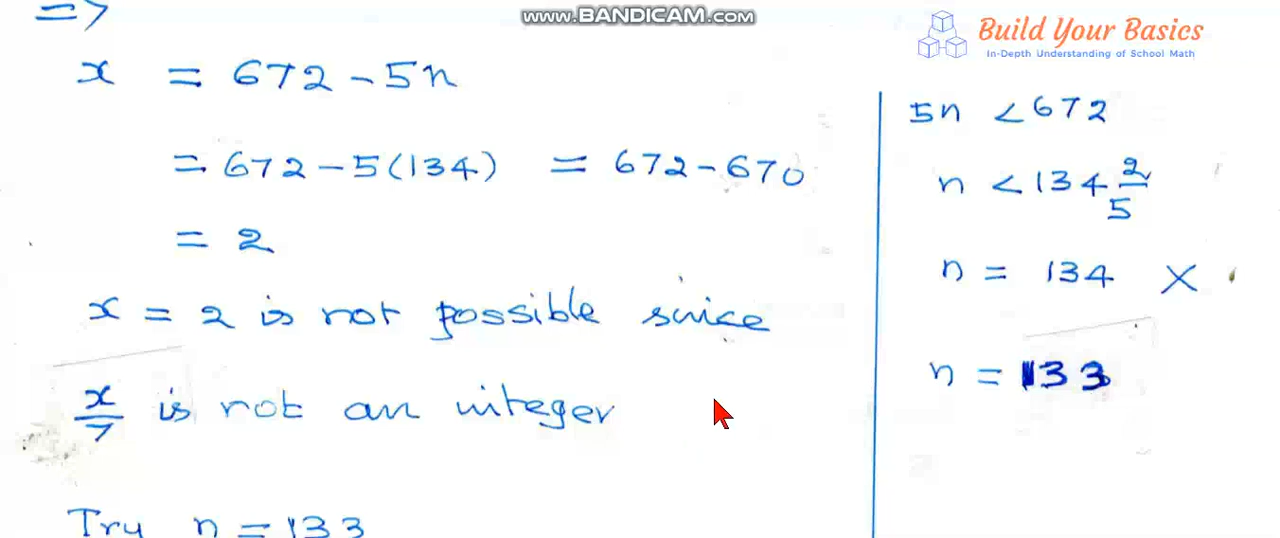 www.BANDICAM.com
Build Your Basics
In-Depth Understanding of School Math
=>
x = 672 - 5n
= 672 - 5(134) = 672 - 670
= 2
x = 2 is not possible since
x/7 is not an integer
Try n = 133
5n < 672
n < 134 2/5
n = 134 ×
n = 133